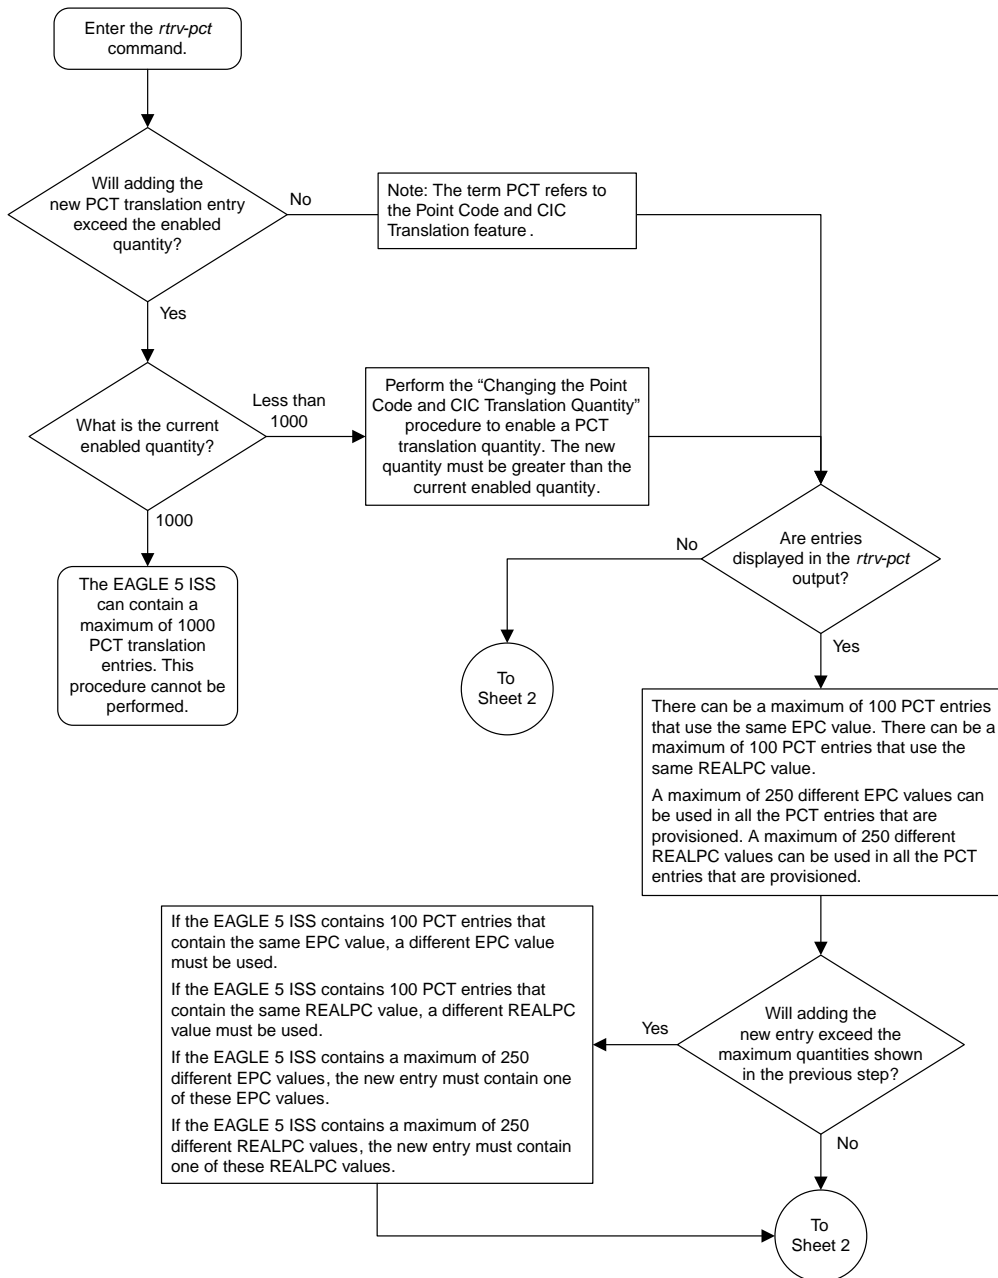 Enter the rtrv-pct
command.
Will adding the
new PCT translation entry
exceed the enabled
quantity?
No
Note: The term PCT refers to
the Point Code and CIC
Translation feature .
Yes
What is the current
enabled quantity?
Less than
1000
Perform the “Changing the Point
Code and CIC Translation Quantity”
procedure to enable a PCT
translation quantity. The new
quantity must be greater than the
current enabled quantity.
1000
The EAGLE 5 ISS
can contain a
maximum of 1000
PCT translation
entries. This
procedure cannot be
performed.
Are entries
displayed in the rtrv-pct
output?
No
To
Sheet 2
Yes
There can be a maximum of 100 PCT entries
that use the same EPC value. There can be a
maximum of 100 PCT entries that use the
same REALPC value.
A maximum of 250 different EPC values can
be used in all the PCT entries that are
provisioned. A maximum of 250 different
REALPC values can be used in all the PCT
entries that are provisioned.
Will adding the
new entry exceed the
maximum quantities shown
in the previous step?
Yes
If the EAGLE 5 ISS contains 100 PCT entries that
contain the same EPC value, a different EPC value
must be used.
If the EAGLE 5 ISS contains 100 PCT entries that
contain the same REALPC value, a different REALPC
value must be used.
If the EAGLE 5 ISS contains a maximum of 250
different EPC values, the new entry must contain one
of these EPC values.
If the EAGLE 5 ISS contains a maximum of 250
different REALPC values, the new entry must contain
one of these REALPC values.
No
To
Sheet 2